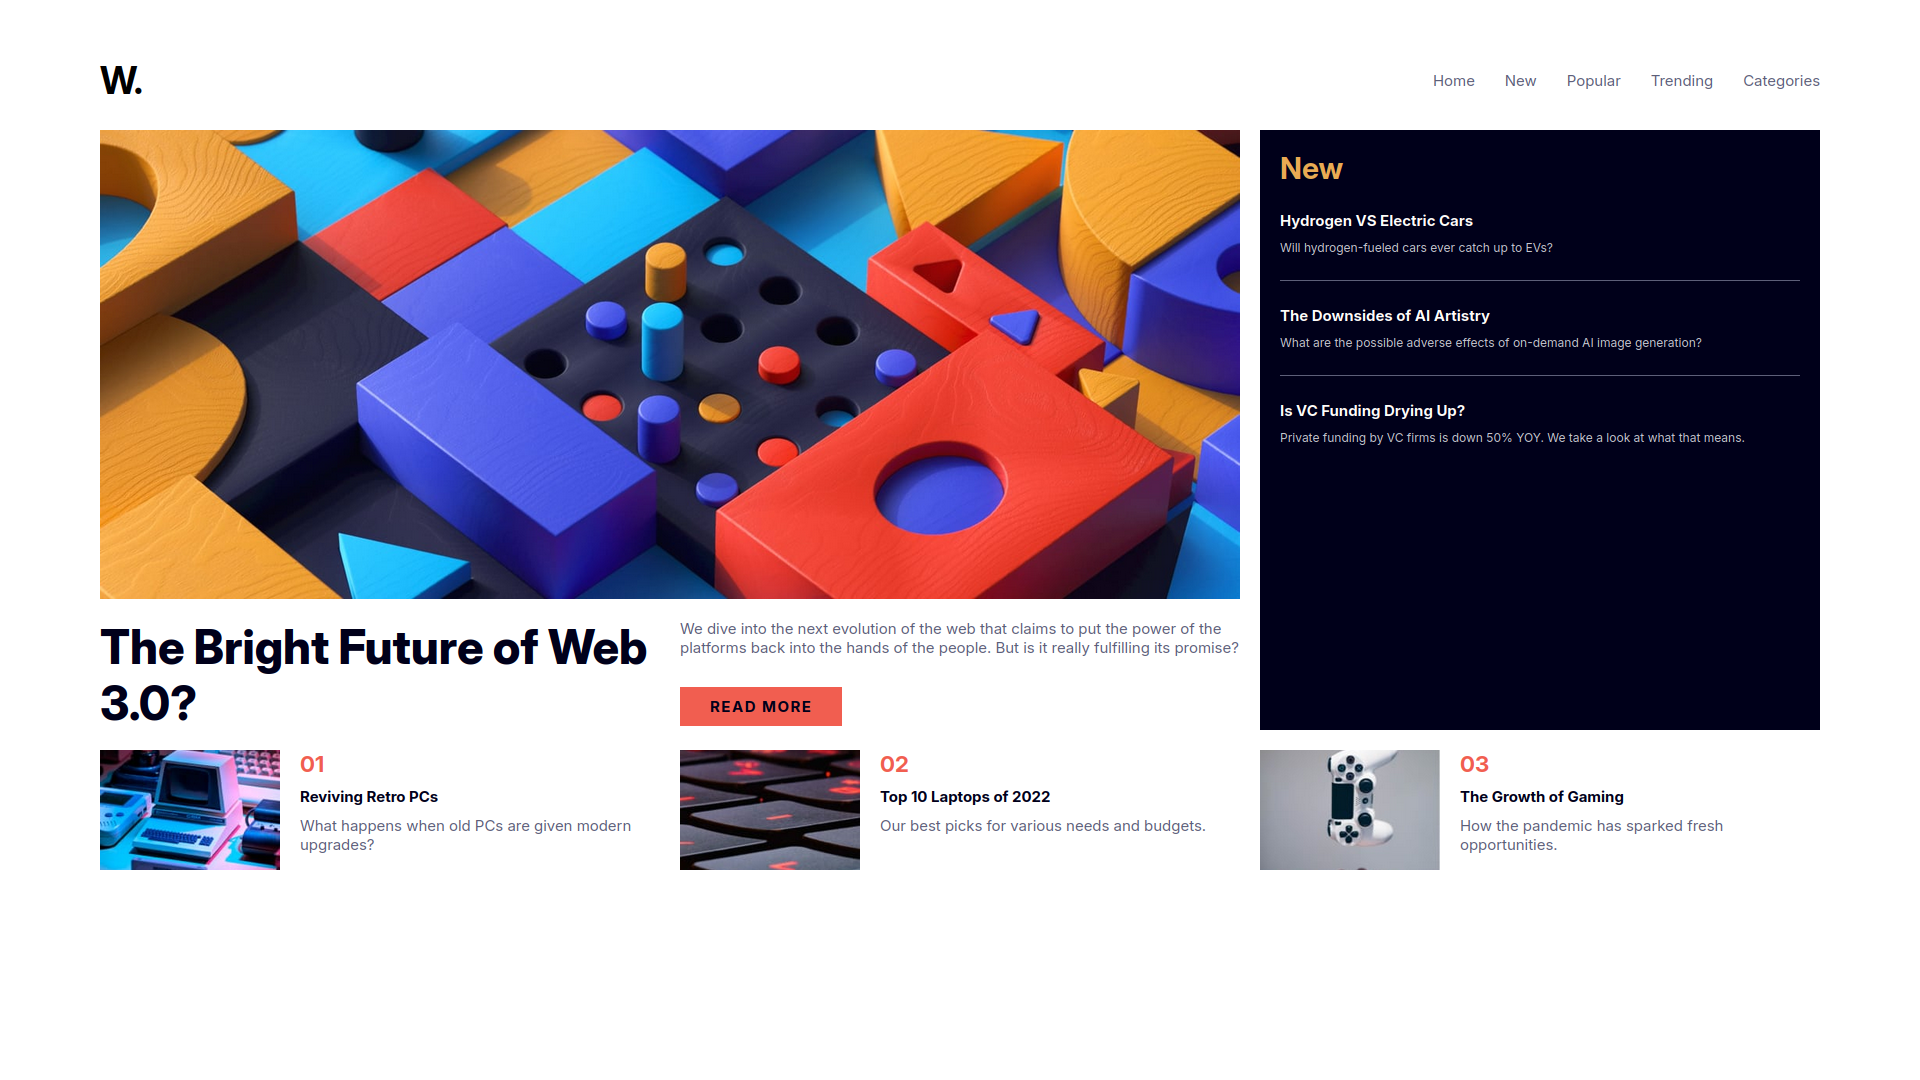 W.
Home New Popular Trending Categories
New
Hydrogen VS Electric Cars
Will hydrogen-fueled cars ever catch up to EVs?
The Downsides of AI Artistry
What are the possible adverse effects of on-demand AI image generation?
Is VC Funding Drying Up?
Private funding by VC firms is down 50% YOY. We take a look at what that means.
The Bright Future of Web
3.0?
We dive into the next evolution of the web that claims to put the power of the
platforms back into the hands of the people. But is it really fulfilling its promise?
READ MORE
01
Reviving Retro PCs
What happens when old PCs are given modern
upgrades?
02
Top 10 Laptops of 2022
Our best picks for various needs and budgets.
03
The Growth of Gaming
How the pandemic has sparked fresh
opportunities.